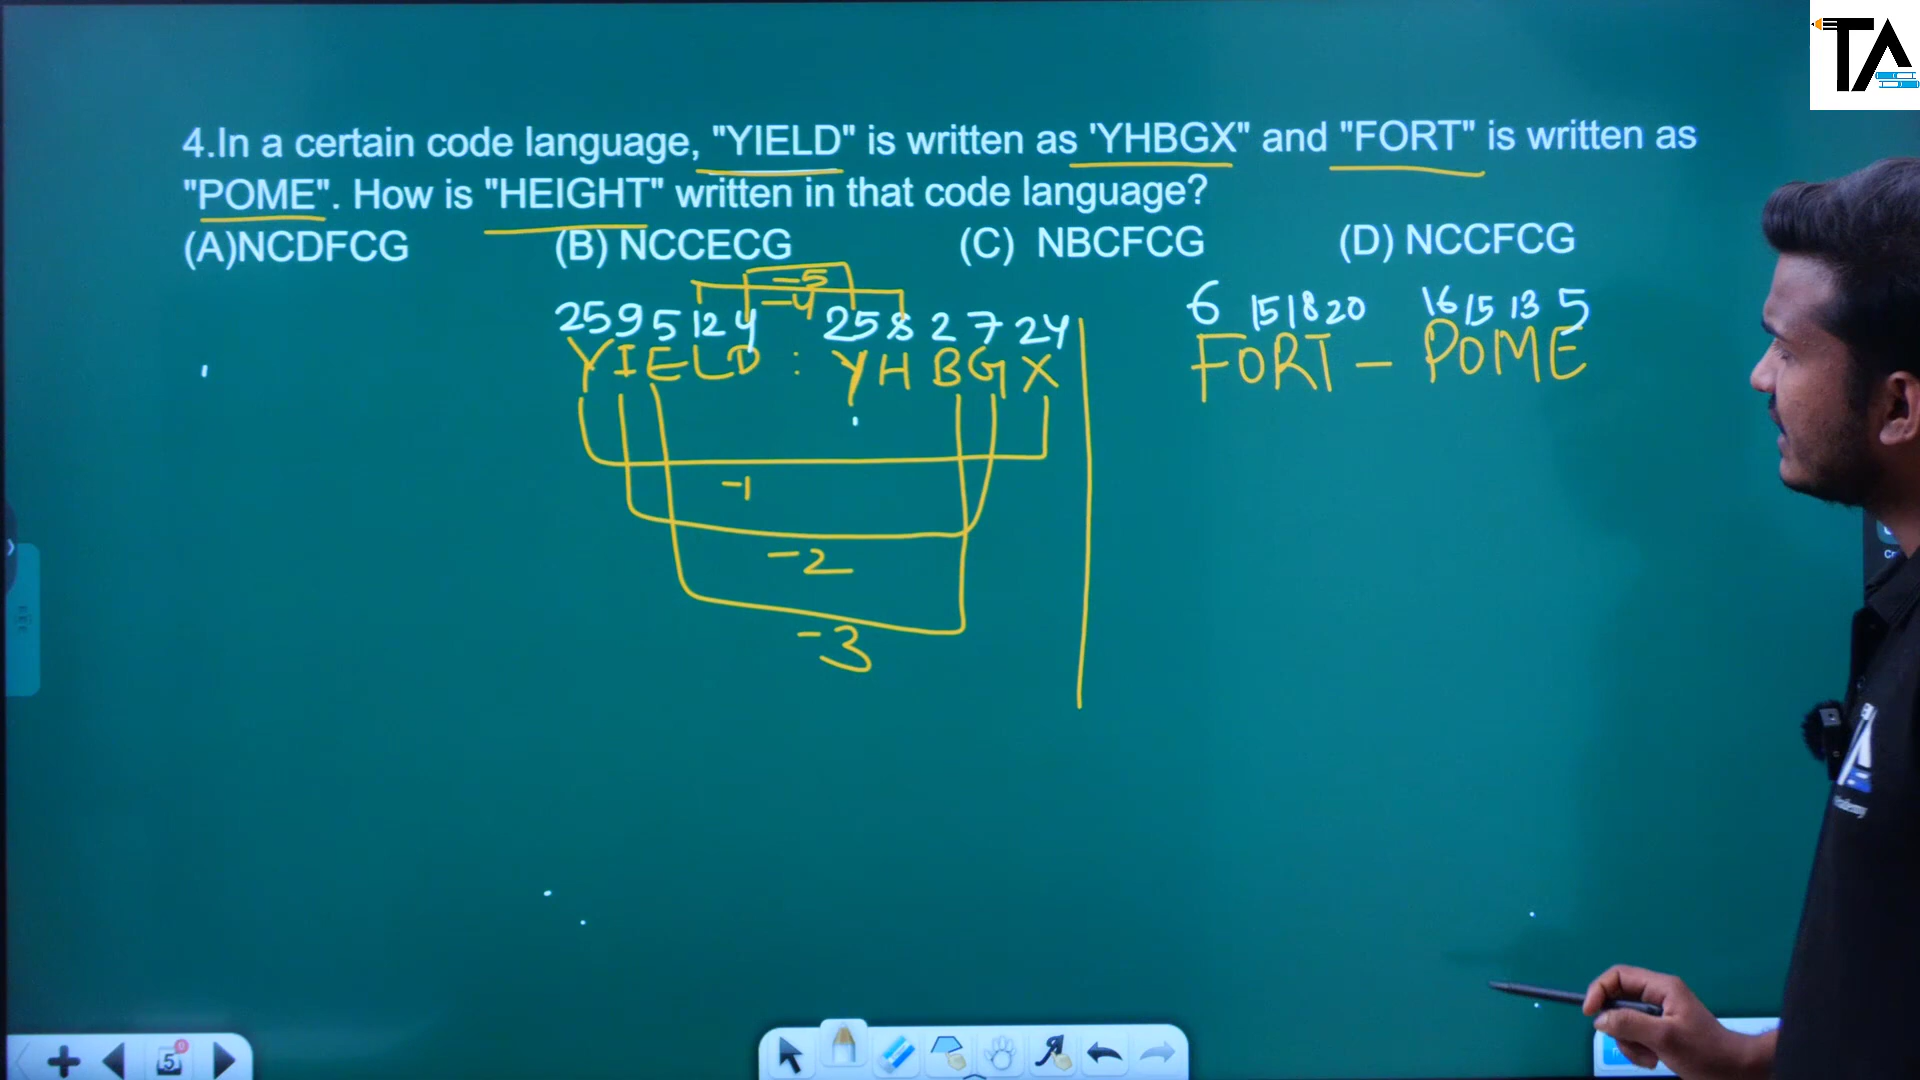 TA
4.In a certain code language, "YIELD" is written as 'YHBGX" and "FORT" is written as
"POME". How is "HEIGHT" written in that code language?
(A)NCDFCG (B) NCCECG (C) NBCFCG (D) NCCFCG
-5
-4
25 9 5 12 4 25 8 2 7 24 6 15 18 20 16 15 13 5
YIELD : YHBGX FORT - POME
-1
-2
-3
5